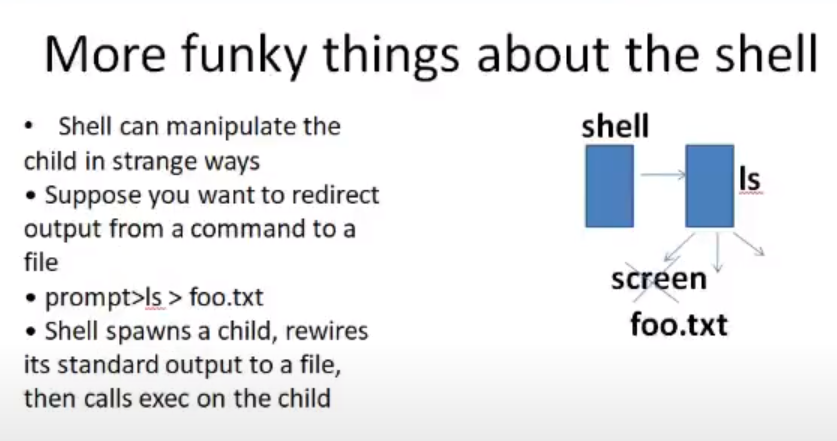 More funky things about the shell
• Shell can manipulate the
child in strange ways
• Suppose you want to redirect
output from a command to a
file
• prompt>ls > foo.txt
• Shell spawns a child, rewires
its standard output to a file,
then calls exec on the child
shell
ls
screen
foo.txt